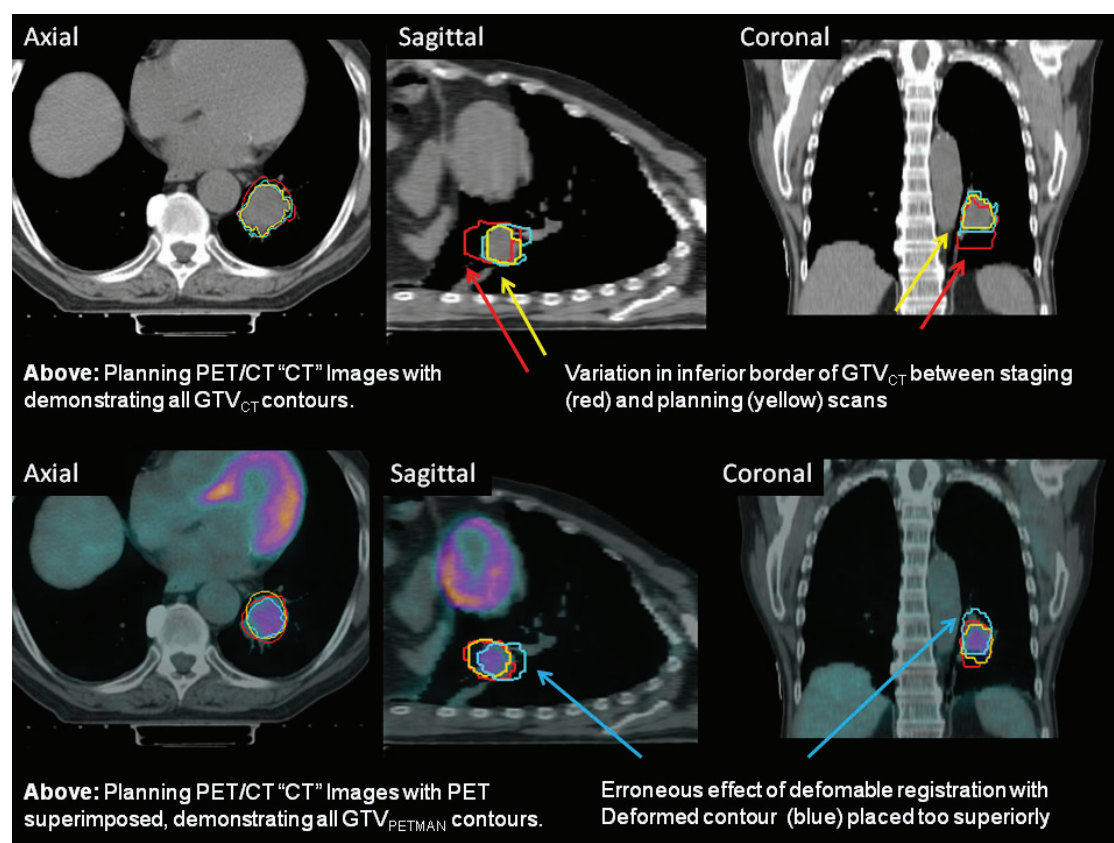 Axial
Sagittal
Coronal
Above: Planning PET/CT “CT” Images with
demonstrating all GTVCT contours.
Variation in inferior border of GTVCT between staging
(red) and planning (yellow) scans
Axial
Sagittal
Coronal
Above: Planning PET/CT “CT” Images with PET
superimposed, demonstrating all GTVPETMAN contours.
Erroneous effect of defomable registration with
Deformed contour (blue) placed too superiorly